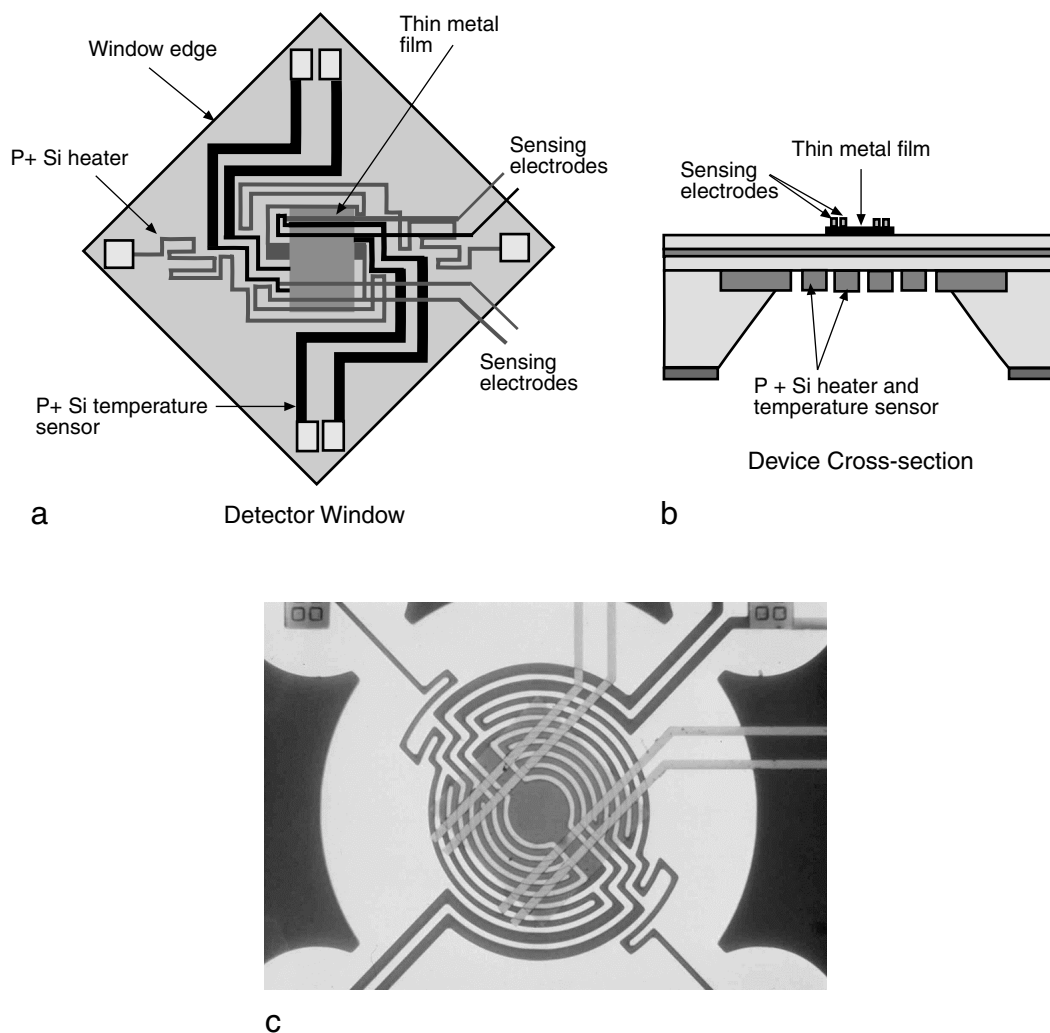 Thin metal
film
Window edge
P+ Si heater
Sensing
electrodes
Sensing
electrodes
P+ Si temperature
sensor
a
Detector Window
Sensing
electrodes
Thin metal film
P + Si heater and
temperature sensor
Device Cross-section
b
c